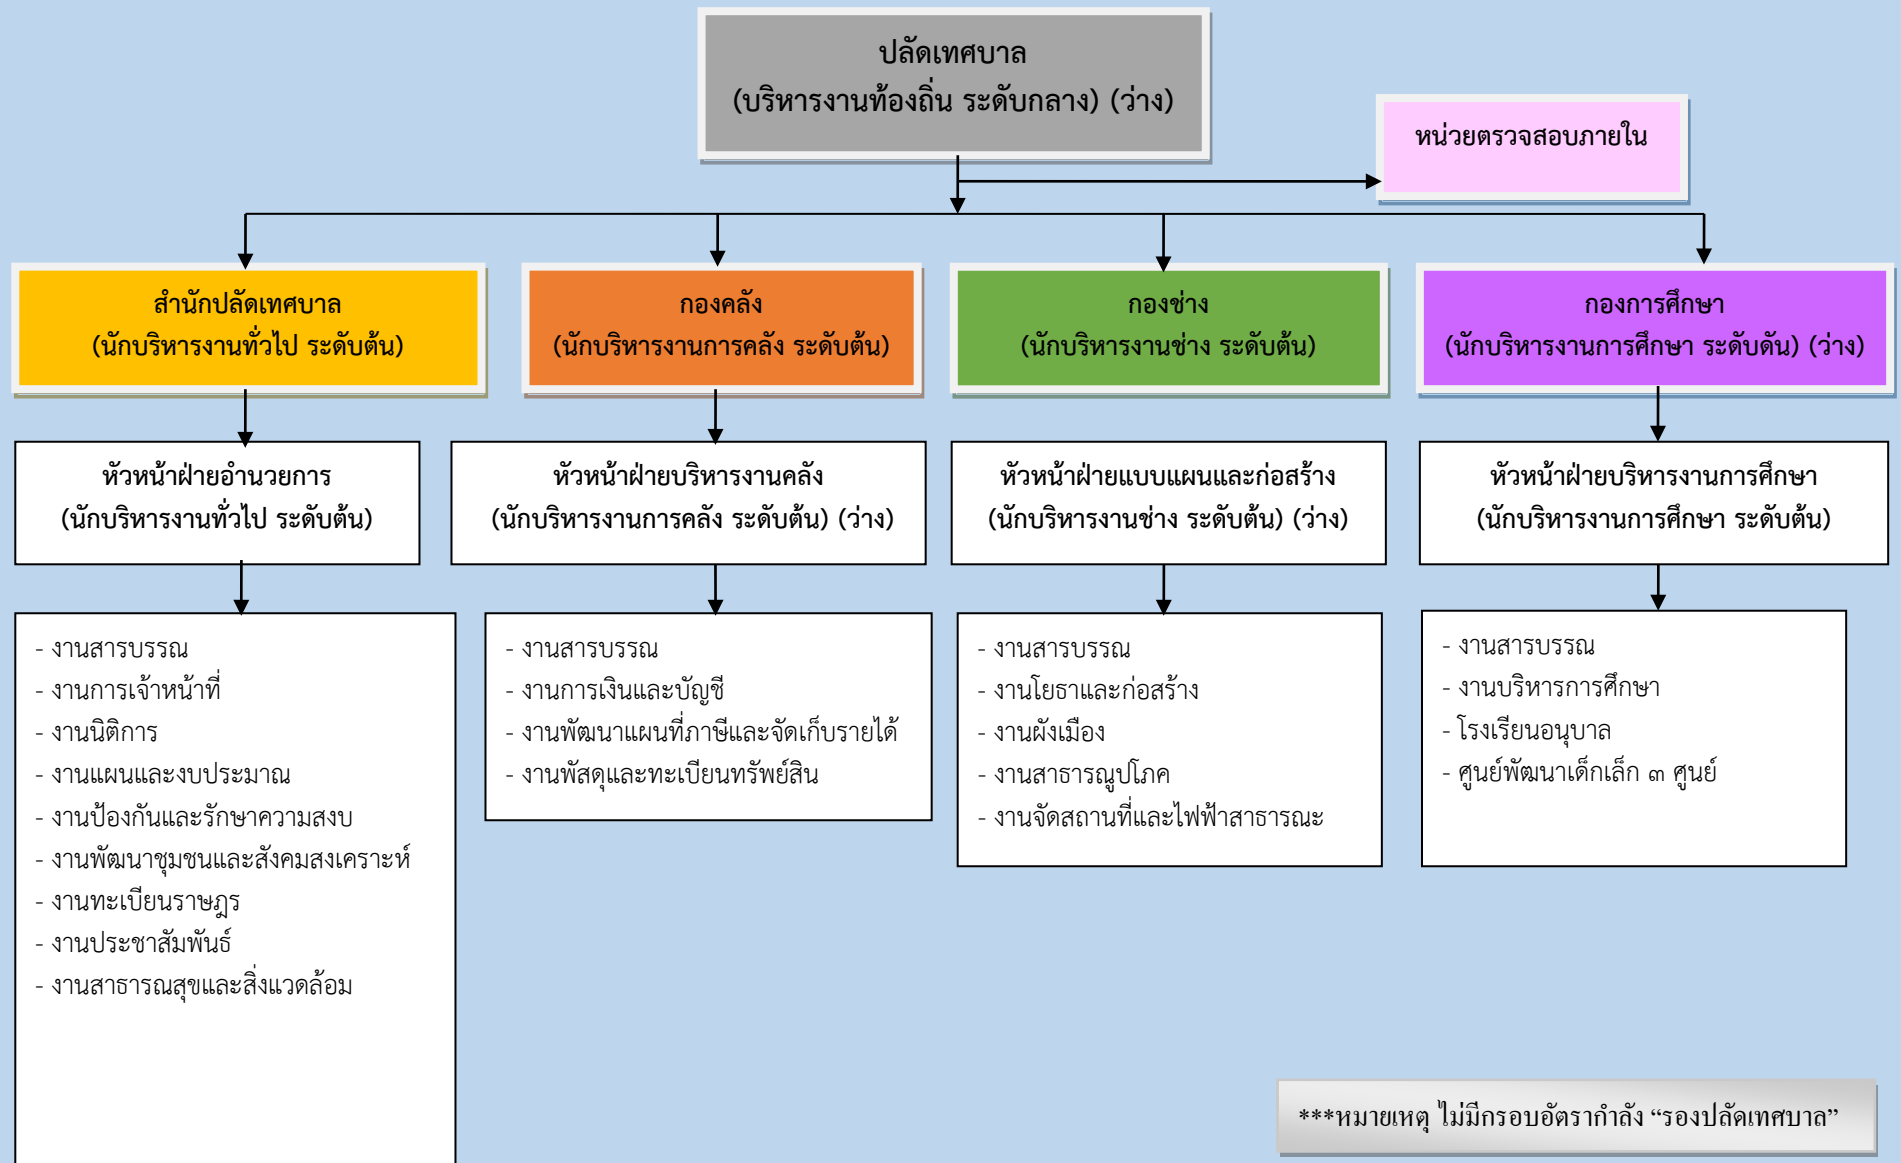 ปลัดเทศบาล
(บริหารงานท้องถิ่น ระดับกลาง) (ว่าง)
หน่วยตรวจสอบภายใน
สำนักปลัดเทศบาล
(นักบริหารงานทั่วไป ระดับต้น)
กองคลัง
(นักบริหารงานการคลัง ระดับต้น)
กองช่าง
(นักบริหารงานช่าง ระดับต้น)
กองการศึกษา
(นักบริหารงานการศึกษา ระดับดัน) (ว่าง)
หัวหน้าฝ่ายอำนวยการ
(นักบริหารงานทั่วไป ระดับต้น)
หัวหน้าฝ่ายบริหารงานคลัง
(นักบริหารงานการคลัง ระดับต้น) (ว่าง)
หัวหน้าฝ่ายแบบแผนและก่อสร้าง
(นักบริหารงานช่าง ระดับต้น) (ว่าง)
หัวหน้าฝ่ายบริหารงานการศึกษา
(นักบริหารงานการศึกษา ระดับต้น)
- งานสารบรรณ
- งานการเจ้าหน้าที่
- งานนิติการ
- งานแผนและงบประมาณ
- งานป้องกันและรักษาความสงบ
- งานพัฒนาชุมชนและสังคมสงเคราะห์
- งานทะเบียนราษฎร
- งานประชาสัมพันธ์
- งานสาธารณสุขและสิ่งแวดล้อม
- งานสารบรรณ
- งานการเงินและบัญชี
- งานพัฒนาแผนที่ภาษีและจัดเก็บรายได้
- งานพัสดุและทะเบียนทรัพย์สิน
- งานสารบรรณ
- งานโยธาและก่อสร้าง
- งานผังเมือง
- งานสาธารณูปโภค
- งานจัดสถานที่และไฟฟ้าสาธารณะ
- งานสารบรรณ
- งานบริหารการศึกษา
- โรงเรียนอนุบาล
- ศูนย์พัฒนาเด็กเล็ก ๓ ศูนย์
***หมายเหตุ ไม่มีกรอบอัตรากำลัง “รองปลัดเทศบาล”